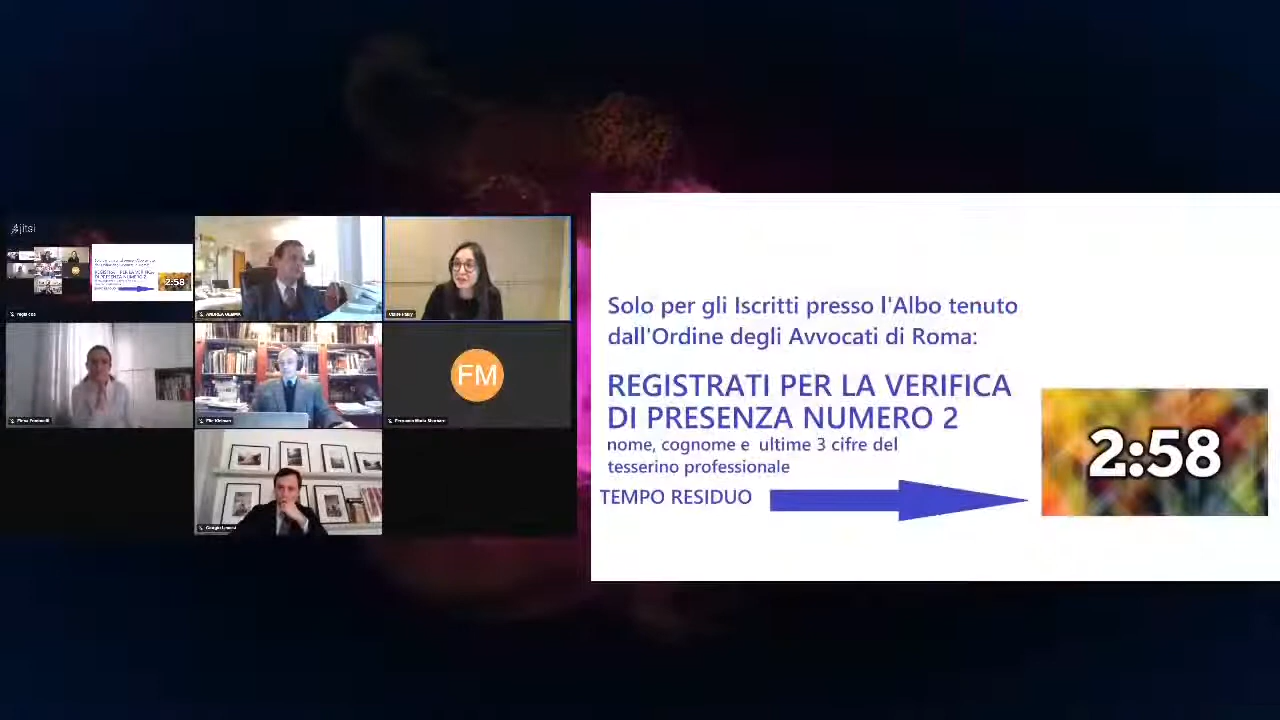 jitsi
2:58
FM
Solo per gli Iscritti presso l'Albo tenuto
dall'Ordine degli Avvocati di Roma:
REGISTRATI PER LA VERIFICA
DI PRESENZA NUMERO 2
nome, cognome e ultime 3 cifre del
tesserino professionale
TEMPO RESIDUO
2:58